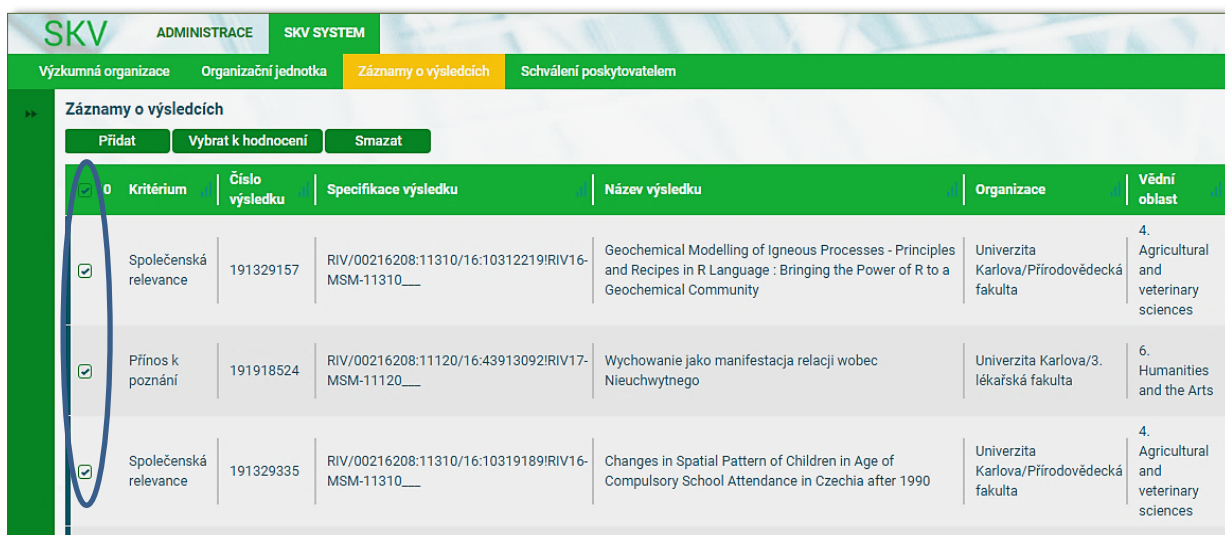 SKV ADMINISTRACE SKV SYSTEM
Výzkumná organizace Organizační jednotka Záznamy o výsledcích Schválení poskytovatelem
Záznamy o výsledcích
Přidat Vybrat k hodnocení Smazat
0 Kritérium Číslo výsledku Specifikace výsledku Název výsledku Organizace Vědní oblast
Společenská
relevance
191329157
RIV/00216208:11310/16:10312219!RIV16-
MSM-11310___
Geochemical Modelling of Igneous Processes - Principles
and Recipes in R Language : Bringing the Power of R to a
Geochemical Community
Univerzita
Karlova/Přírodovědecká
fakulta
4.
Agricultural
and
veterinary
sciences
Přínos k
poznání
191918524
RIV/00216208:11120/16:43913092!RIV17-
MSM-11120___
Wychowanie jako manifestacja relacji wobec
Nieuchwytnego
Univerzita Karlova/3.
lékařská fakulta
6.
Humanities
and the Arts
Společenská
relevance
191329335
RIV/00216208:11310/16:10319189!RIV16-
MSM-11310___
Changes in Spatial Pattern of Children in Age of
Compulsory School Attendance in Czechia after 1990
Univerzita
Karlova/Přírodovědecká
fakulta
4.
Agricultural
and
veterinary
sciences